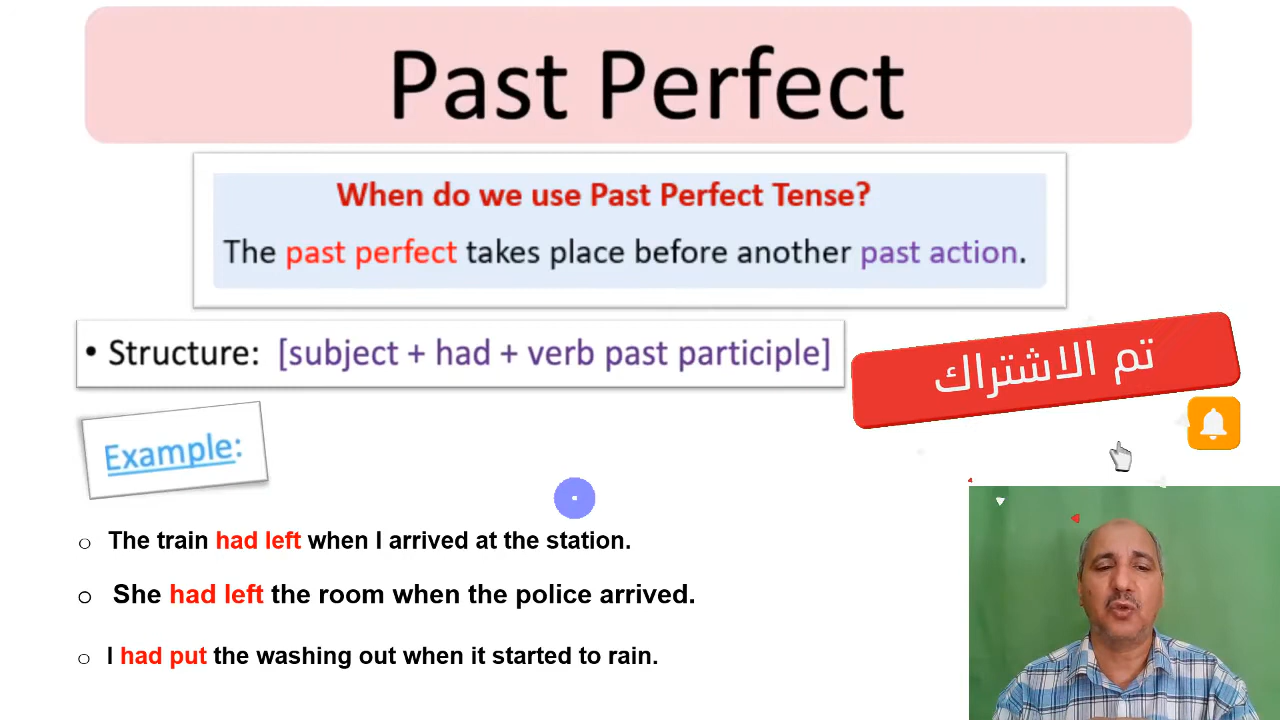 Past Perfect
When do we use Past Perfect Tense?
The past perfect takes place before another past action.
• Structure: [subject + had + verb past participle]
تم الاشتراك
Example:
o The train had left when I arrived at the station.
o She had left the room when the police arrived.
o I had put the washing out when it started to rain.